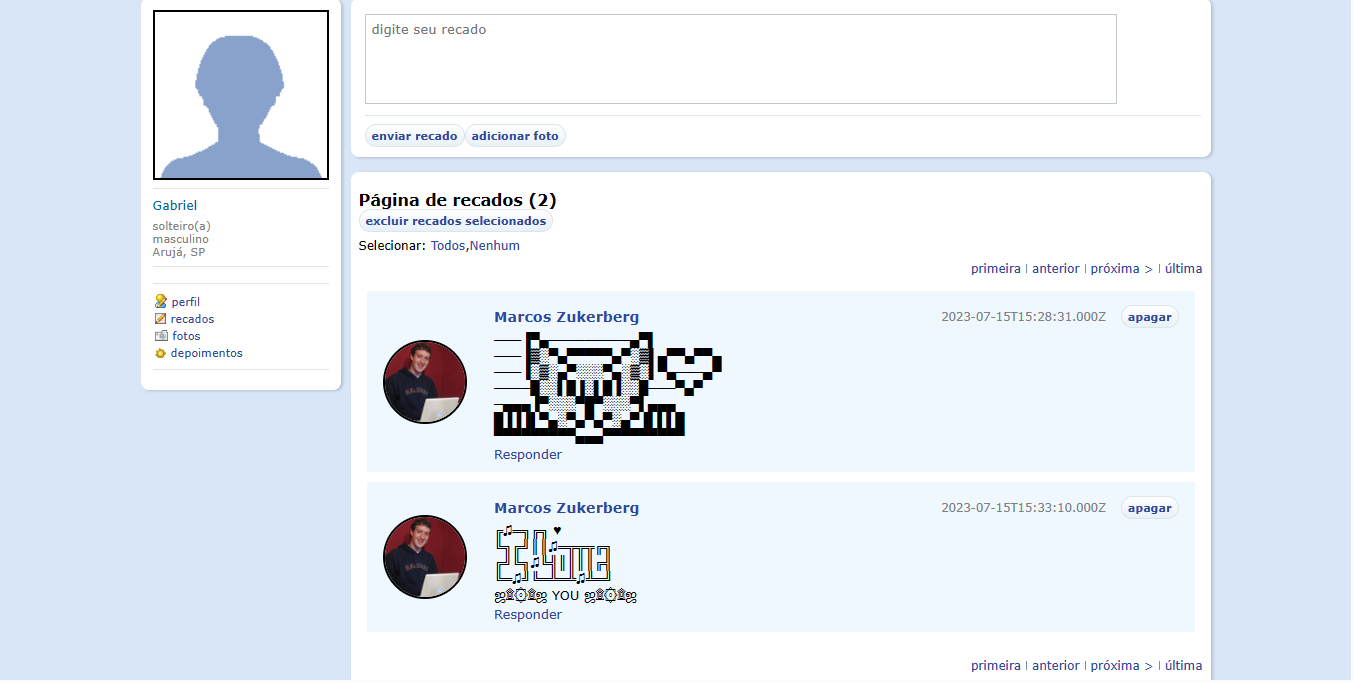 digite seu recado
enviar recado adicionar foto
Gabriel
solteiro(a)
masculino
Arujá, SP
perfil
recados
fotos
depoimentos
Página de recados (2)
excluir recados selecionados
Selecionar: Todos,Nenhum
primeira | anterior | próxima > | última
Marcos Zukerberg 2023-07-15T15:28:31.000Z apagar
Responder
Marcos Zukerberg 2023-07-15T15:33:10.000Z apagar
YOU
Responder
primeira | anterior | próxima > | última